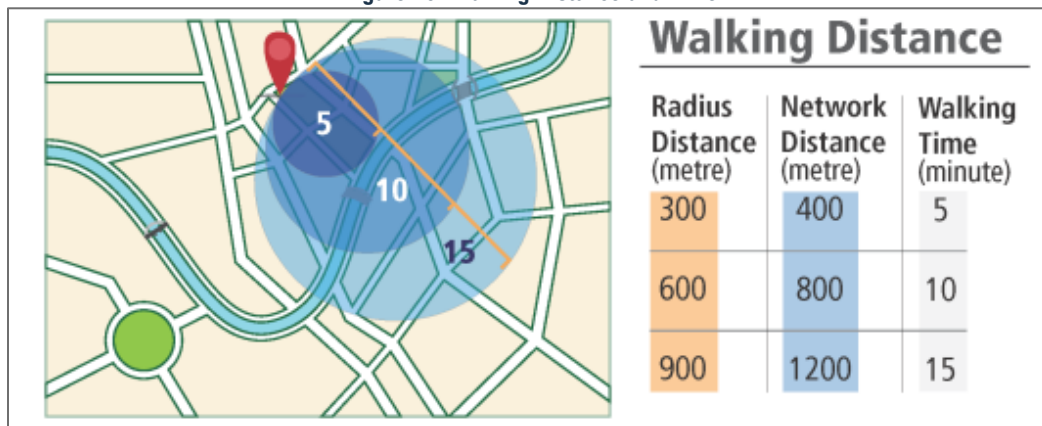 5
10
15
Walking Distance
Radius Distance (metre) Network Distance (metre) Walking Time (minute)
300 400 5
600 800 10
900 1200 15